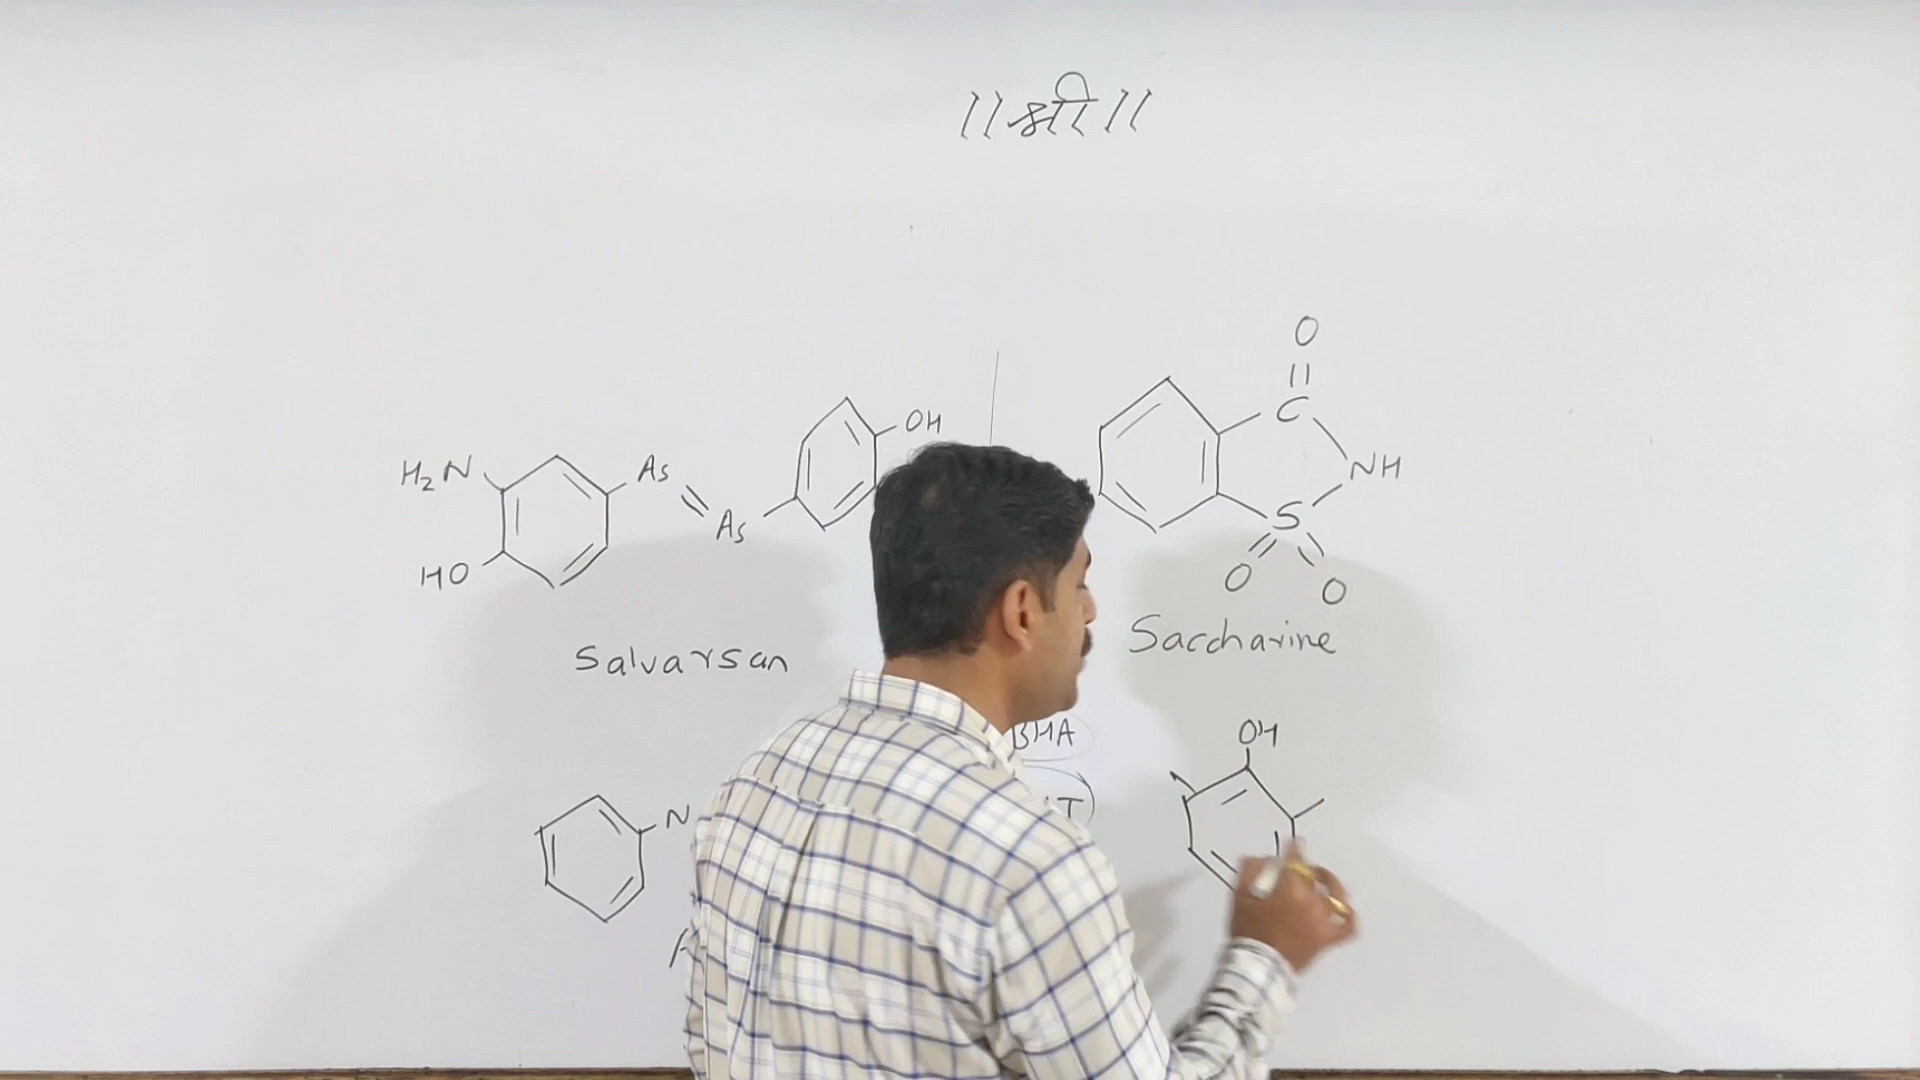 ॥ श्री ॥
H2N
HO
As
As
OH
Salvarsan
O
C
NH
S
O
O
Saccharine
BHA
N
OH